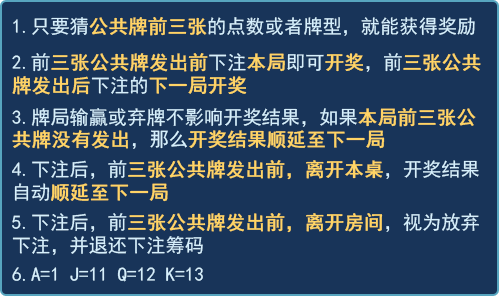 1.只要猜公共牌前三张的点数或者牌型，就能获得奖励
2.前三张公共牌发出前下注本局即可开奖，前三张公共
牌发出后下注的下一局开奖
3.牌局输赢或弃牌不影响开奖结果，如果本局前三张公
共牌没有发出，那么开奖结果顺延至下一局
4.下注后，前三张公共牌发出前，离开本桌，开奖结果
自动顺延至下一局
5.下注后，前三张公共牌发出前，离开房间，视为放弃
下注，并退还下注筹码
6.A=1 J=11 Q=12 K=13